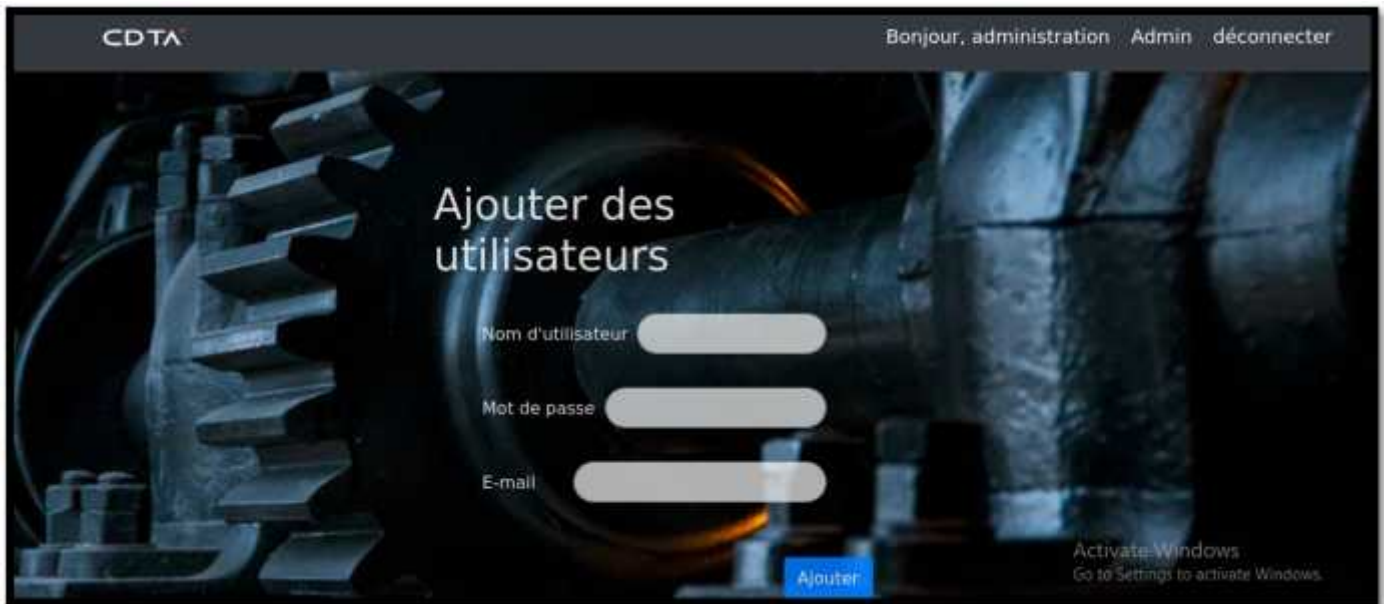 CDTA
Bonjour, administration Admin déconnecter
Ajouter des
utilisateurs
Nom d'utilisateur
Mot de passe
E-mail
Ajouter
Activate Windows
Go to Settings to activate Windows.